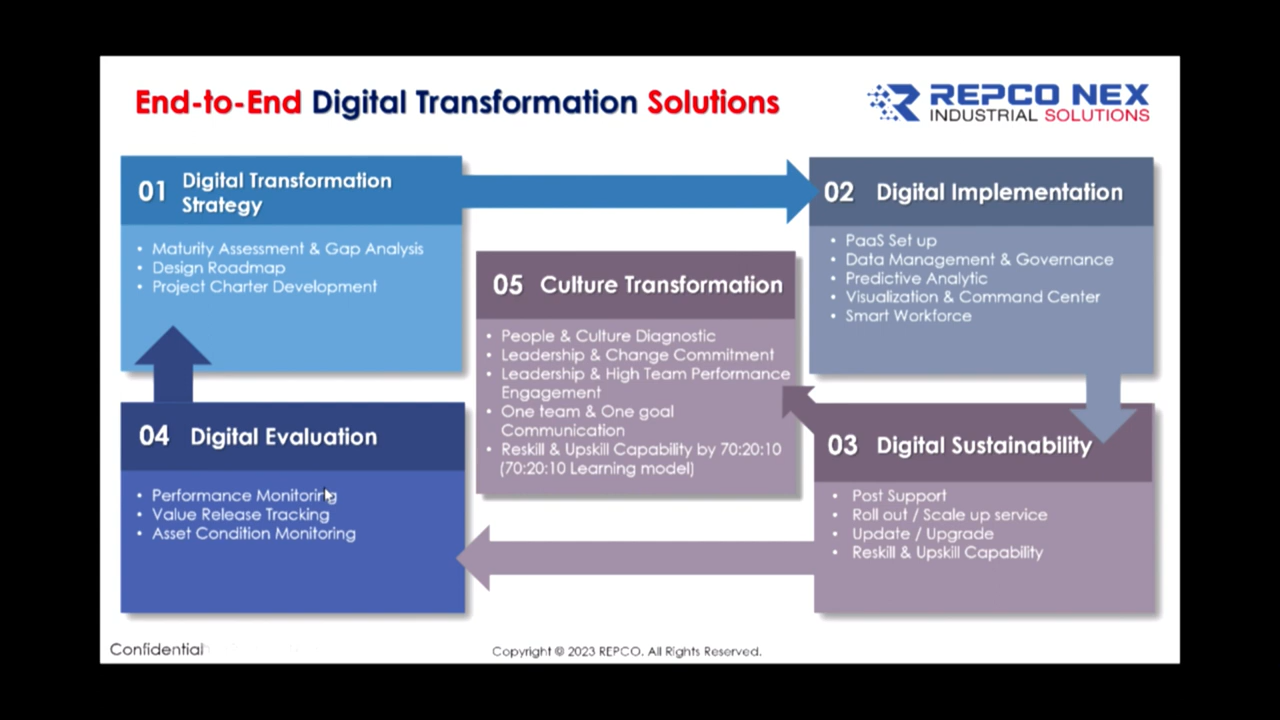 End-to-End Digital Transformation Solutions
REPCO NEX
INDUSTRIAL SOLUTIONS
01 Digital Transformation
Strategy
• Maturity Assessment & Gap Analysis
• Design Roadmap
• Project Charter Development
02 Digital Implementation
• PaaS Set up
• Data Management & Governance
• Predictive Analytic
• Visualization & Command Center
• Smart Workforce
05 Culture Transformation
• People & Culture Diagnostic
• Leadership & Change Commitment
• Leadership & High Team Performance
Engagement
• One team & One goal
Communication
• Reskill & Upskill Capability by 70:20:10
(70:20:10 Learning model)
04 Digital Evaluation
• Performance Monitoring
• Value Release Tracking
• Asset Condition Monitoring
03 Digital Sustainability
• Post Support
• Roll out / Scale up service
• Update / Upgrade
• Reskill & Upskill Capability
Confidential
Copyright © 2023 REPCO. All Rights Reserved.